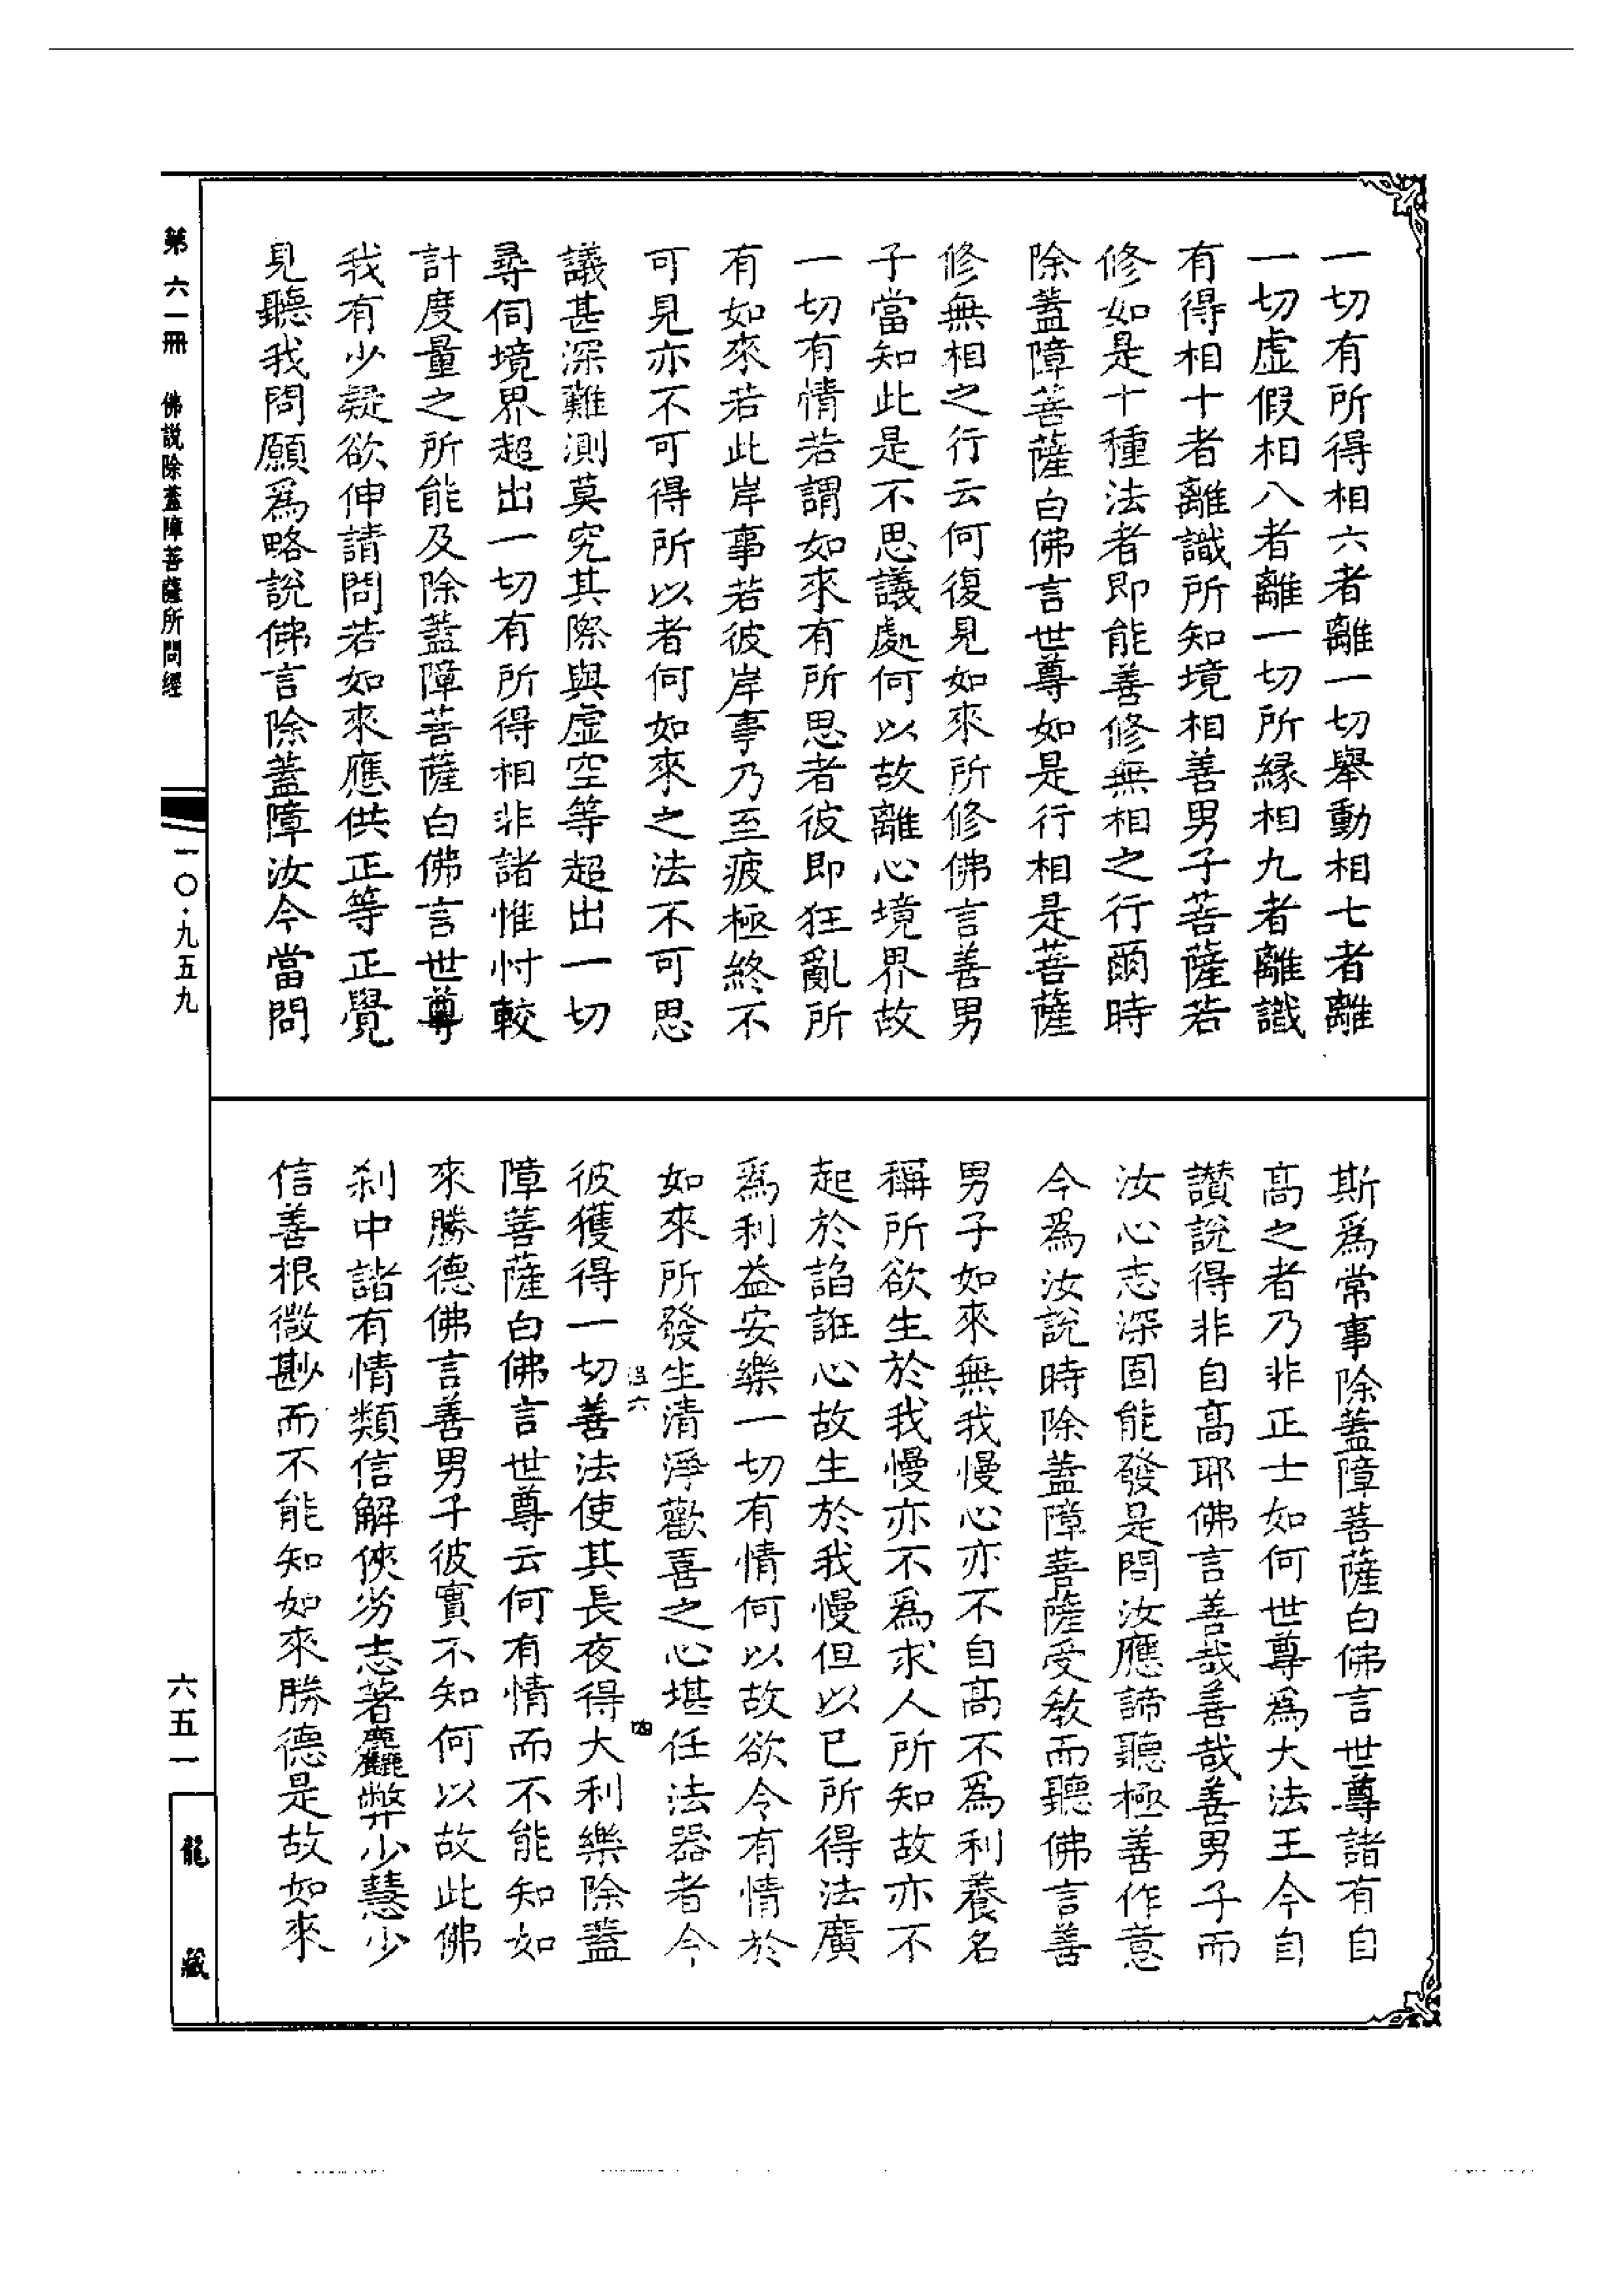 一切有所得相六者離一切舉動相七者離
一切虛假相八者離一切所緣相九者離識
有得相十者離識所知境相善男子菩薩若
修如是十種法者即能善修無相之行爾時
除蓋障菩薩白佛言世尊如是行相是菩薩
修無相之行云何復見如來所修佛言善男
子當知此是不思議處何以故離心境界故
一切有情若謂如來有所思者彼即狂亂所
有如來若此岸事若彼岸事乃至疲極終不
可見亦不可得所以者何如來之法不可思
議甚深難測莫究其際與虛空等超出一切
尋伺境界超出一切有所得相非諸惟忖較
計度量之所能及除蓋障菩薩白佛言世尊
我有少疑欲伸請問若如來應供正等正覺
見聽我問願爲略說佛言除蓋障汝今當問
斯爲常事除蓋障菩薩白佛言世尊諸有自
高之者乃非正士如何世尊爲大法王今自
讚說得非自高耶佛言善哉善哉善男子而
汝心志深固能發是問汝應諦聽極善作意
今爲汝說時除蓋障菩薩受教而聽佛言善
男子如來無我慢心亦不自高不爲利養名
稱所欲生於我慢亦不爲求人所知故亦不
起於諂誑心故生於我慢但以已所得法廣
爲利益安樂一切有情何以故欲令有情於
如來所發生清淨歡喜之心堪任法器者今
彼獲得一切善法使其長夜得大利樂除蓋
障菩薩白佛言世尊云何有情而不能知如
來勝德佛言善男子彼實不知何以故此佛
刹中諸有情類信解俠劣志著麤弊少慧少
信善根微尠而不能知如來勝德是故如來
第六一冊 佛說除蓋障菩薩所問經
一〇·九五九
六五一
龍藏